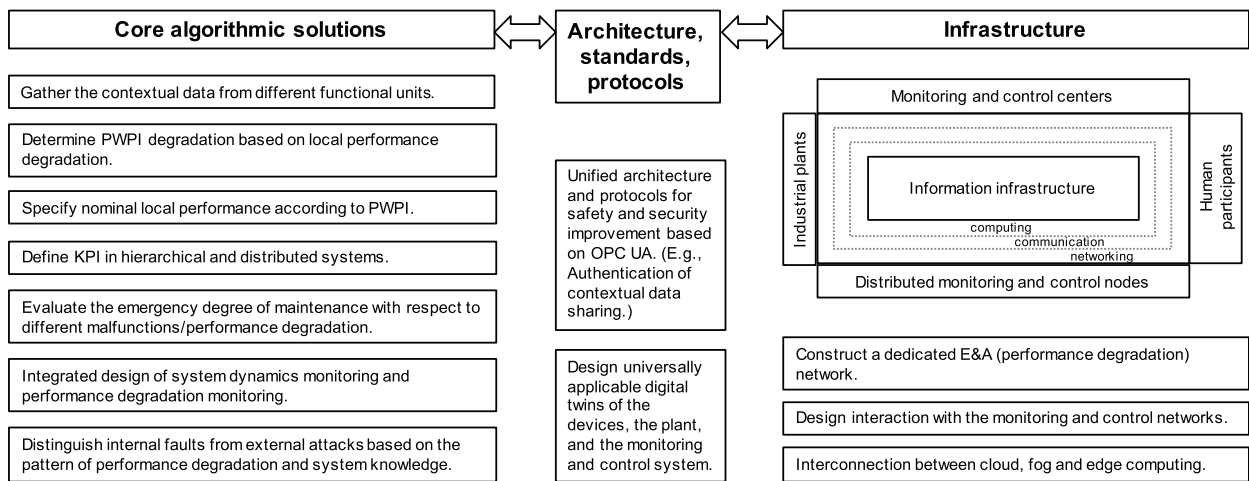 Core algorithmic solutions
Gather the contextual data from different functional units.
Determine PWPI degradation based on local performance
degradation.
Specify nominal local performance according to PWPI.
Define KPI in hierarchical and distributed systems.
Evaluate the emergency degree of maintenance with respect to
different malfunctions/performance degradation.
Integrated design of system dynamics monitoring and
performance degradation monitoring.
Distinguish internal faults from external attacks based on the
pattern of performance degradation and system knowledge.
Architecture,
standards,
protocols
Unified architecture
and protocols for
safety and security
improvement based
on OPC UA. (E.g.,
Authentication of
contextual data
sharing.)
Design universally
applicable digital
twins of the
devices, the plant,
and the monitoring
and control system.
Infrastructure
Monitoring and control centers
Industrial plants
Information infrastructure
computing
communication
networking
Human
participants
Distributed monitoring and control nodes
Construct a dedicated E&A (performance degradation)
network.
Design interaction with the monitoring and control networks.
Interconnection between cloud, fog and edge computing.